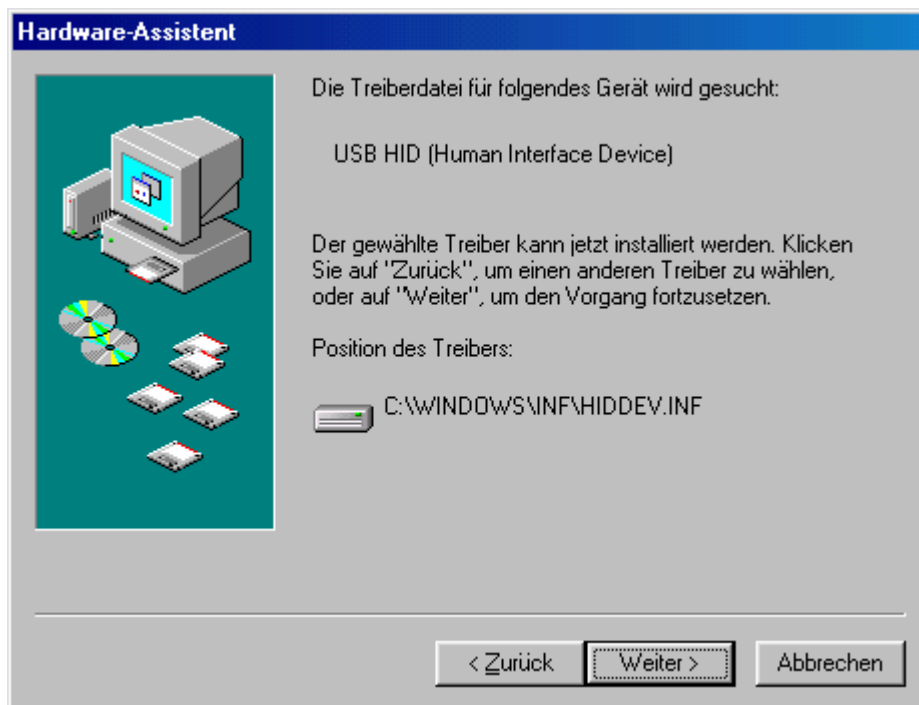 Hardware-Assistent
Die Treiberdatei für folgendes Gerät wird gesucht:
USB HID (Human Interface Device)
Der gewählte Treiber kann jetzt installiert werden. Klicken
Sie auf "Zurück", um einen anderen Treiber zu wählen,
oder auf "Weiter", um den Vorgang fortzusetzen.
Position des Treibers:
C:\WINDOWS\INF\HIDDEV.INF
< Zurück
Weiter >
Abbrechen